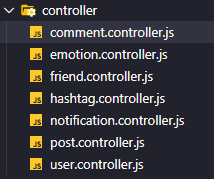 controller
comment.controller.js
emotion.controller.js
friend.controller.js
hashtag.controller.js
notification.controller.js
post.controller.js
user.controller.js